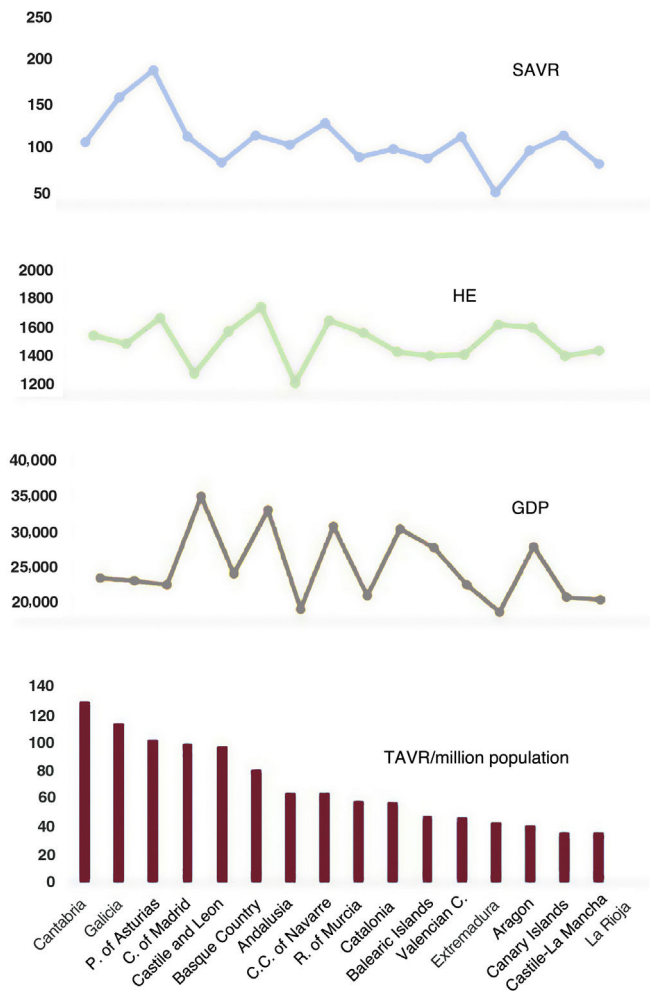 250
200
150
100
50
SAVR
2000
1800
1600
1400
1200
HE
40,000
35,000
30,000
25,000
20,000
GDP
140
120
100
80
60
40
20
0
TAVR/million population
Cantabria
Galicia
P. of Asturias
C. of Madrid
Castile and Leon
Basque Country
Andalusia
C.C. of Navarre
R. of Murcia
Catalonia
Balearic Islands
Valencian C.
Extremadura
Aragon
Canary Islands
Castile-La Mancha
La Rioja